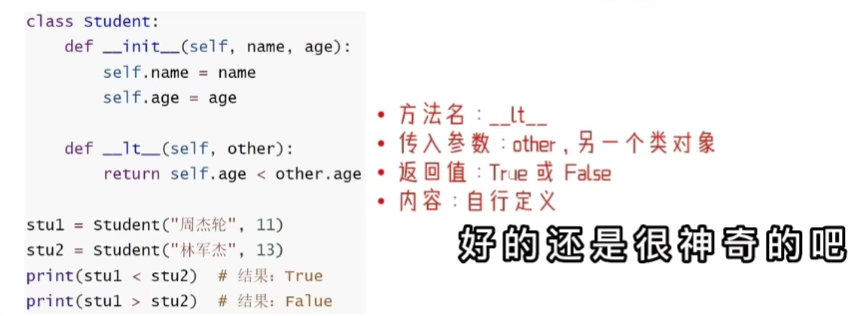 class Student:
    def __init__(self, name, age):
        self.name = name
        self.age = age
    def __lt__(self, other):
        return self.age < other.age
stu1 = Student("周杰轮", 11)
stu2 = Student("林军杰", 13)
print(stu1 < stu2)  # 结果：True
print(stu1 > stu2)  # 结果：Falue
• 方法名：__lt__
• 传入参数：other，另一个类对象
• 返回值：True 或 False
• 内容：自行定义
好的还是很神奇的吧